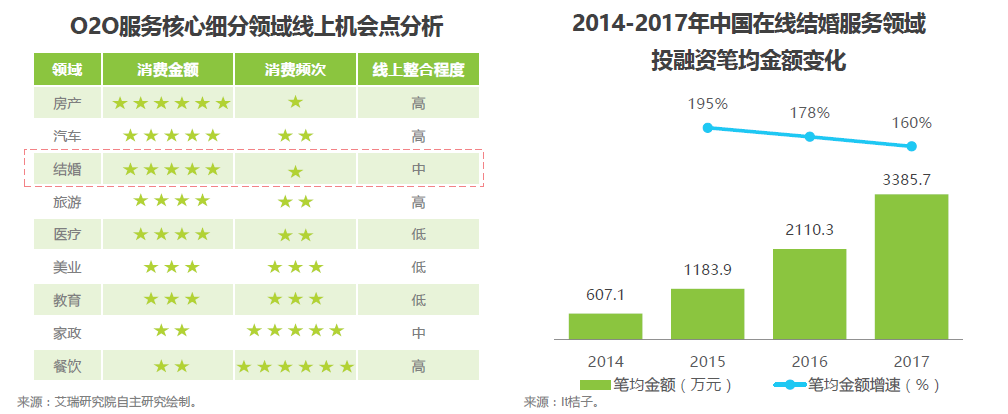 O2O服务核心细分领域线上机会点分析
领域 消费金额 消费频次 线上整合程度
房产 ★★★★★★ ★ 高
汽车 ★★★★★ ★★ 高
结婚 ★★★★★ ★ 中
旅游 ★★★★ ★★ 高
医疗 ★★★★ ★★ 低
美业 ★★★ ★★★ 低
教育 ★★★ ★★★ 低
家政 ★★ ★★★★★ 中
餐饮 ★★ ★★★★★★ 高
来源：艾瑞研究院自主研究绘制。
2014-2017年中国在线结婚服务领域
投融资笔均金额变化
195% 178% 160%
607.1 1183.9 2110.3 3385.7
2014 2015 2016 2017
笔均金额（万元） 笔均金额增速（%）
来源：It桔子。